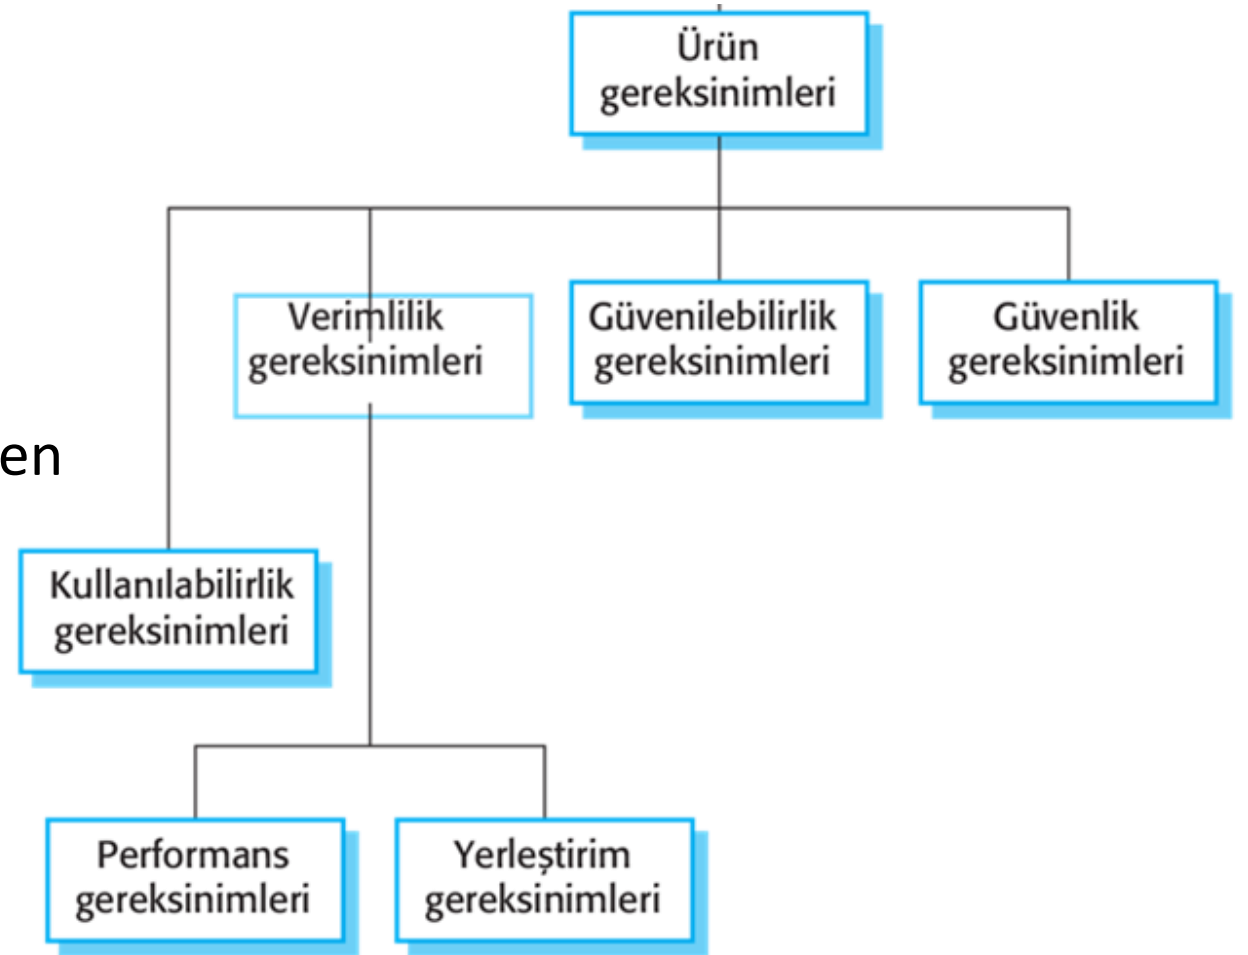 Ürün
gereksinimleri
Verimlilik
gereksinimleri
Güvenilebilirlik
gereksinimleri
Güvenlik
gereksinimleri
en
Kullanılabilirlik
gereksinimleri
Performans
gereksinimleri
Yerleştirim
gereksinimleri